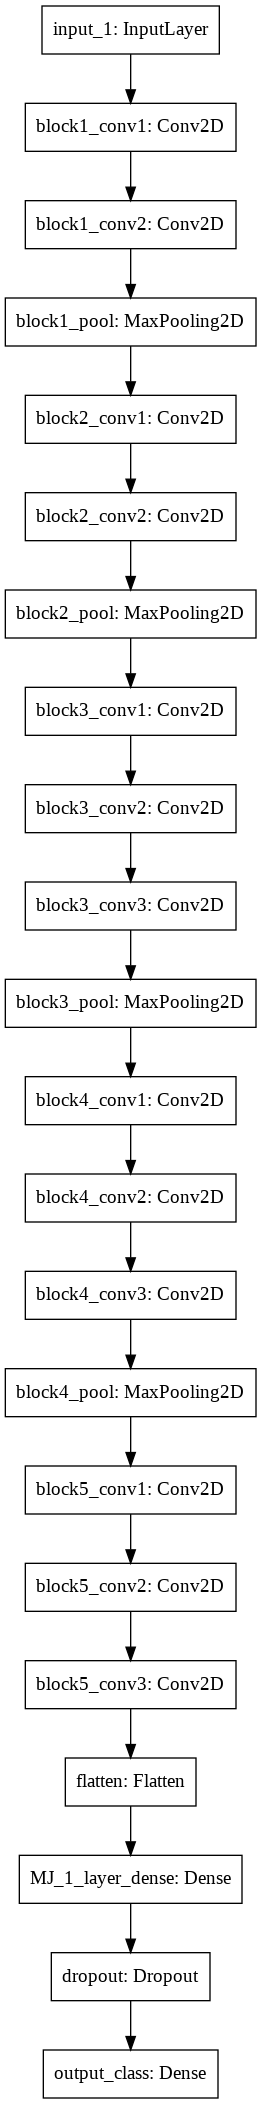 input_1: InputLayer
block1_conv1: Conv2D
block1_conv2: Conv2D
block1_pool: MaxPooling2D
block2_conv1: Conv2D
block2_conv2: Conv2D
block2_pool: MaxPooling2D
block3_conv1: Conv2D
block3_conv2: Conv2D
block3_conv3: Conv2D
block3_pool: MaxPooling2D
block4_conv1: Conv2D
block4_conv2: Conv2D
block4_conv3: Conv2D
block4_pool: MaxPooling2D
block5_conv1: Conv2D
block5_conv2: Conv2D
block5_conv3: Conv2D
flatten: Flatten
MJ_1_layer_dense: Dense
dropout: Dropout
output_class: Dense